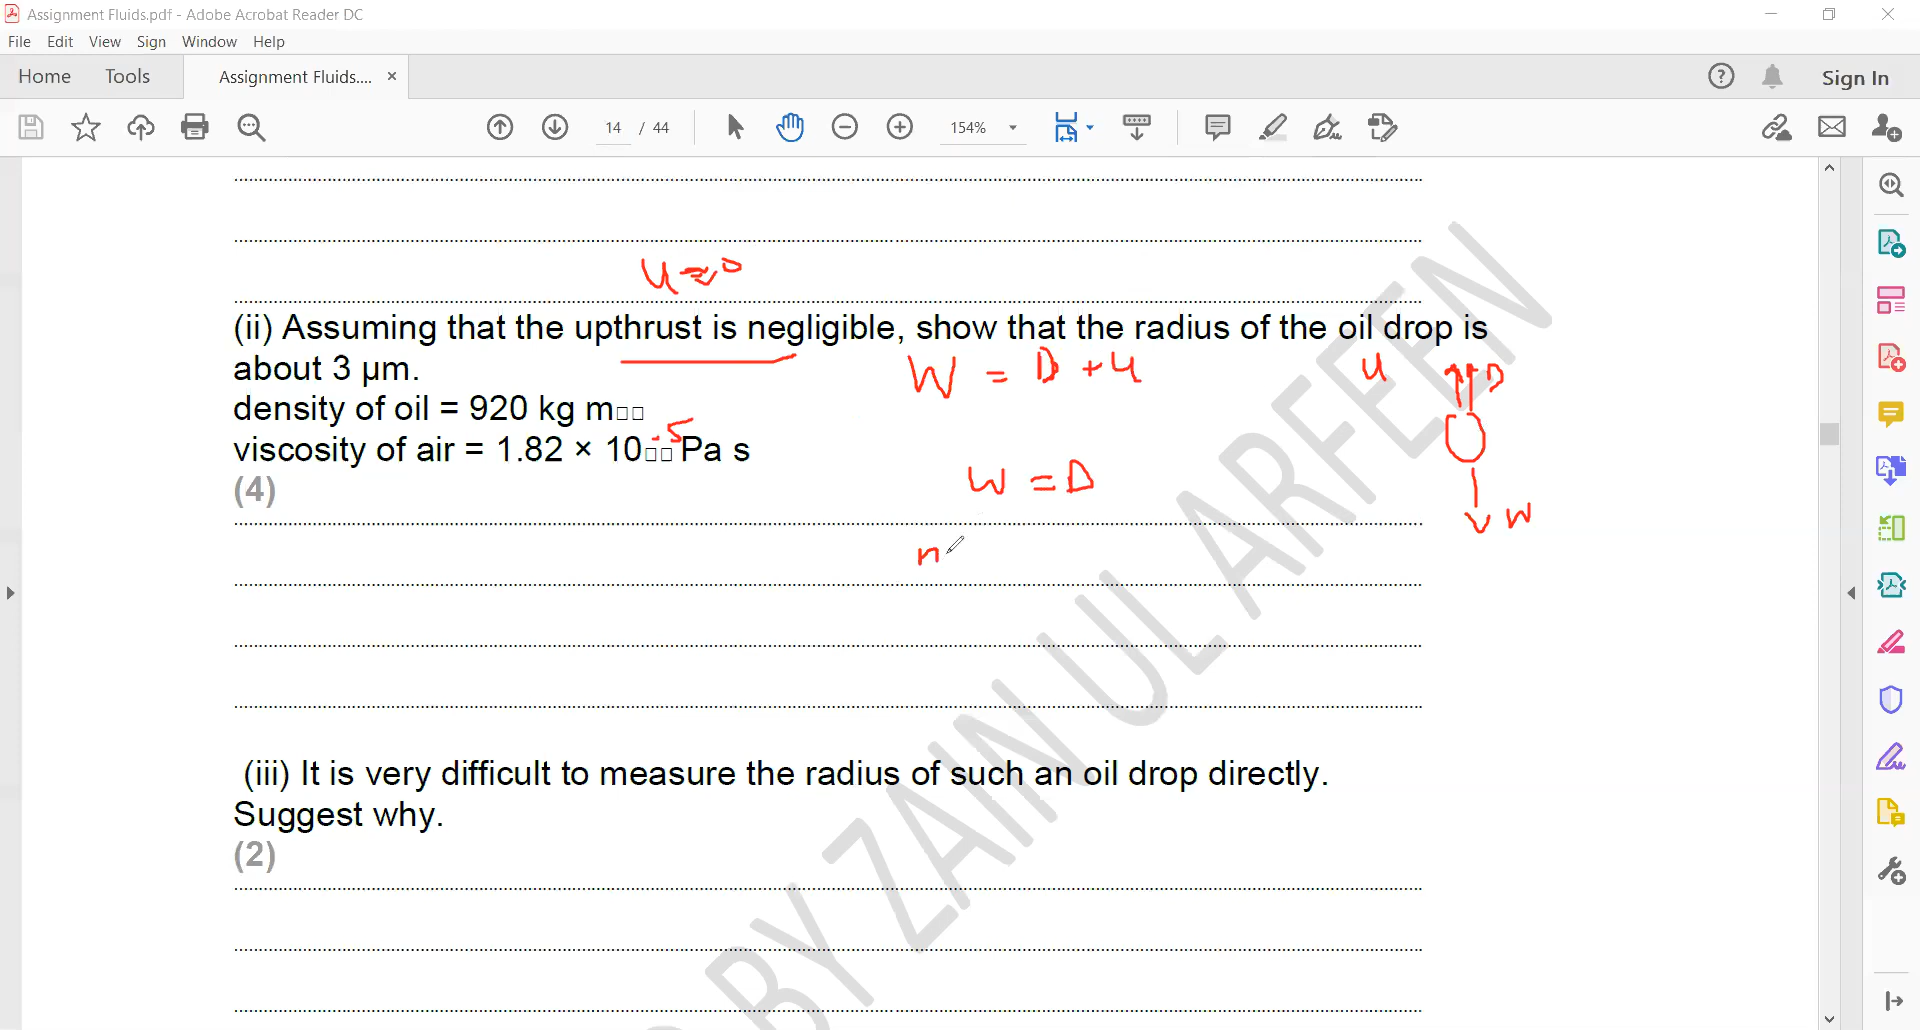 Assignment Fluids.pdf - Adobe Acrobat Reader DC
File Edit View Sign Window Help
Home Tools Assignment Fluids.... × Sign In
14 / 44 154%
U ≈ 0
(ii) Assuming that the upthrust is negligible, show that the radius of the oil drop is
about 3 μm.
W = D + U
U D
density of oil = 920 kg m□□
viscosity of air = 1.82 × 10□□ Pa s
-5
W = D
(4)
W
(iii) It is very difficult to measure the radius of such an oil drop directly.
Suggest why.
(2)
BY ZAIN UL ARFEEN